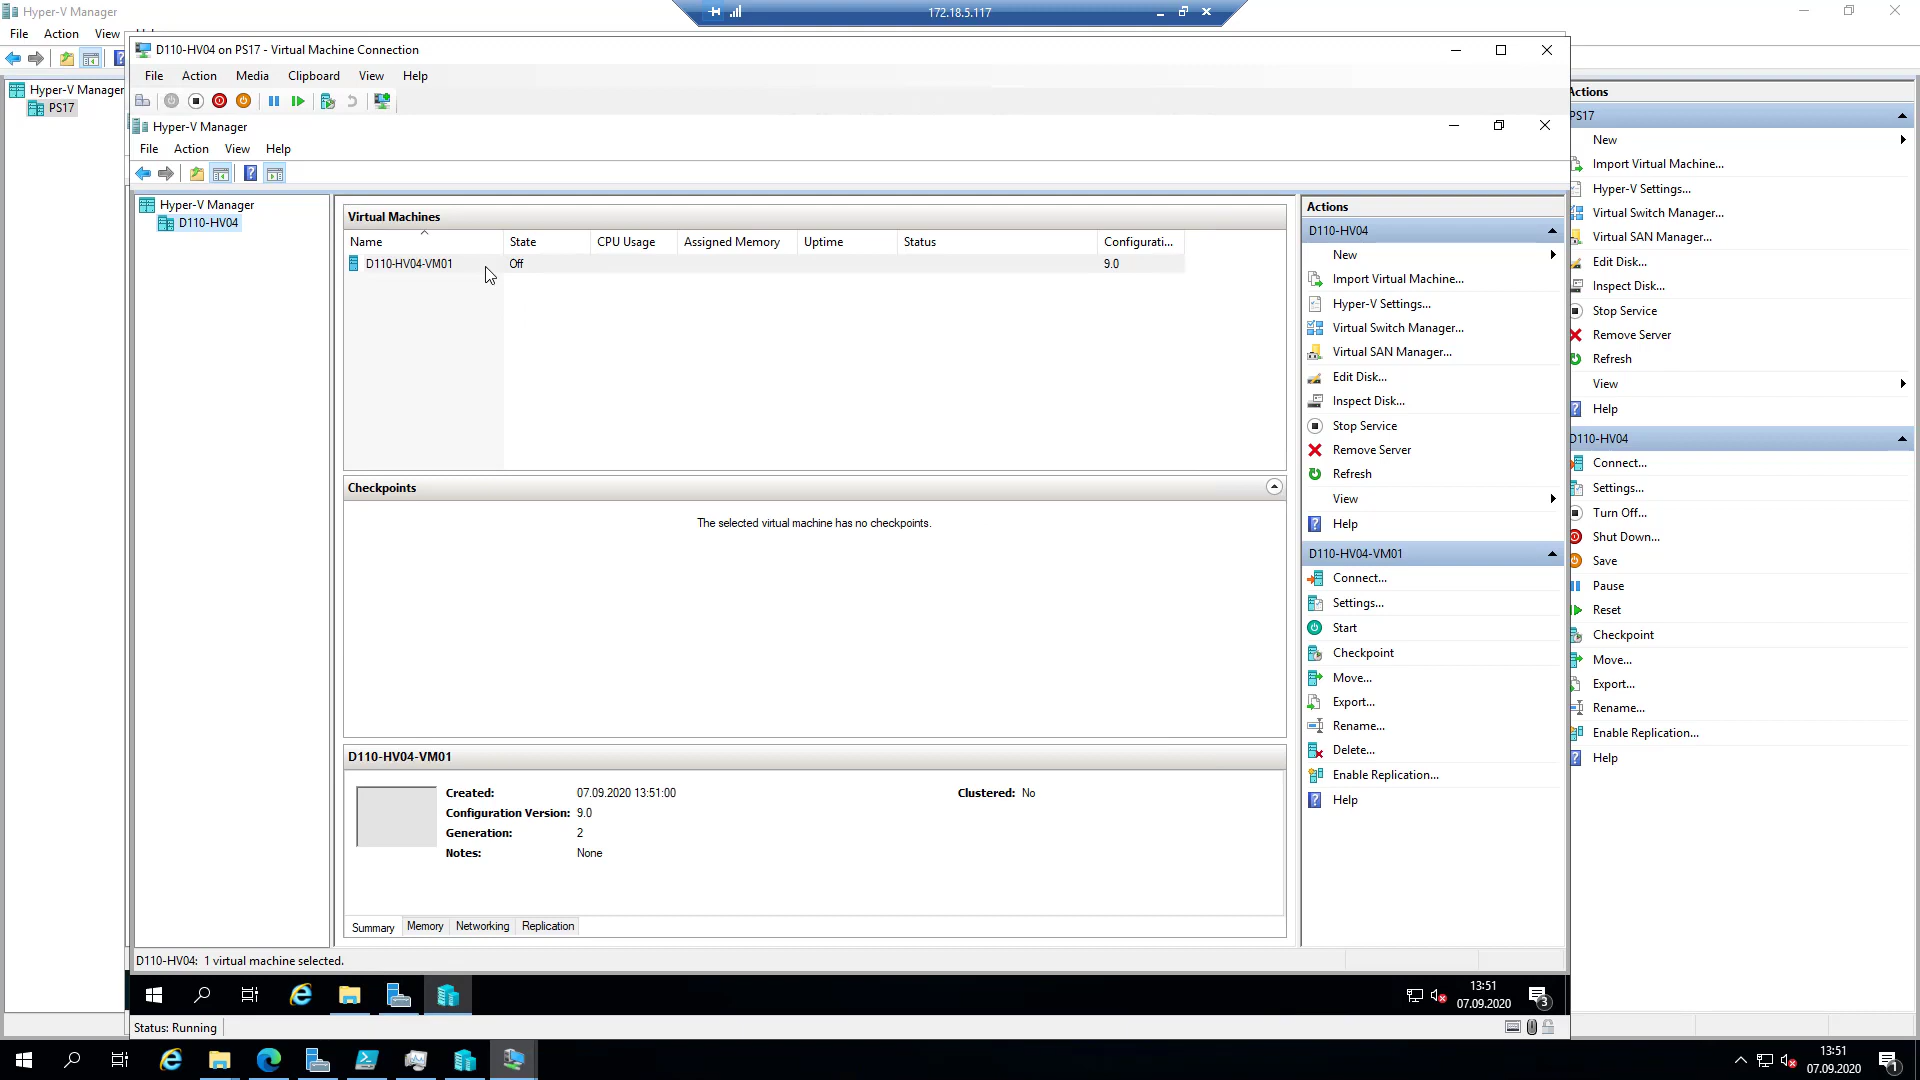 Hyper-V Manager
172.18.5.117
File Action View
D110-HV04 on PS17 - Virtual Machine Connection
File Action Media Clipboard View Help
Hyper-V Manager
PS17
Hyper-V Manager
File Action View Help
Hyper-V Manager
D110-HV04
Virtual Machines
Name State CPU Usage Assigned Memory Uptime Status Configurati...
D110-HV04-VM01 Off 9.0
Checkpoints
The selected virtual machine has no checkpoints.
D110-HV04-VM01
Created: 07.09.2020 13:51:00 Clustered: No
Configuration Version: 9.0
Generation: 2
Notes: None
Summary Memory Networking Replication
D110-HV04: 1 virtual machine selected.
Actions
D110-HV04
New
Import Virtual Machine...
Hyper-V Settings...
Virtual Switch Manager...
Virtual SAN Manager...
Edit Disk...
Inspect Disk...
Stop Service
Remove Server
Refresh
View
Help
D110-HV04-VM01
Connect...
Settings...
Start
Checkpoint
Move...
Export...
Rename...
Delete...
Enable Replication...
Help
13:51
07.09.2020
3
Status: Running
Actions
PS17
New
Import Virtual Machine...
Hyper-V Settings...
Virtual Switch Manager...
Virtual SAN Manager...
Edit Disk...
Inspect Disk...
Stop Service
Remove Server
Refresh
View
Help
D110-HV04
Connect...
Settings...
Turn Off...
Shut Down...
Save
Pause
Reset
Checkpoint
Move...
Export...
Rename...
Enable Replication...
Help
13:51
07.09.2020
1